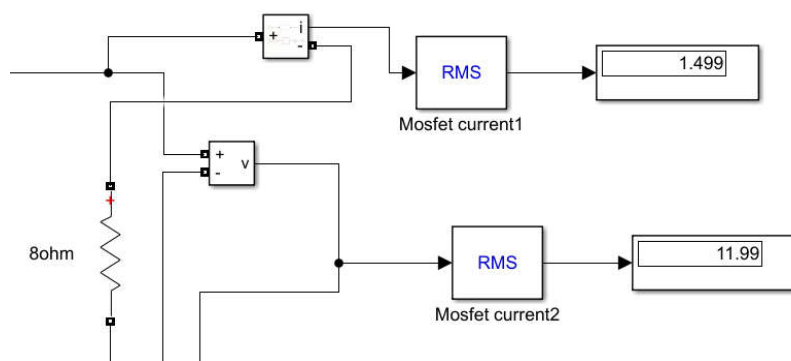 i
+
-
RMS
1.499
Mosfet current1
+
v
-
+
8ohm
RMS
11.99
Mosfet current2